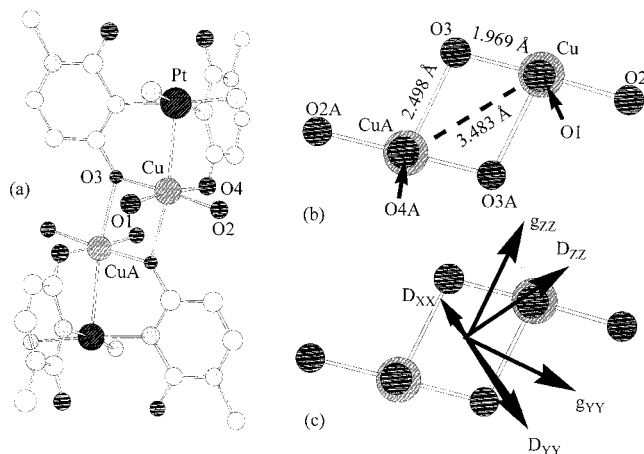 Pt
(a)
Cu
O3
O4
O1
O2
CuA
O3
1.969 Å
Cu
O2
2.498 Å
O2A
CuA
3.483 Å
O1
(b)
O4A
O3A
gZZ
DZZ
DXX
gYY
(c)
DYY